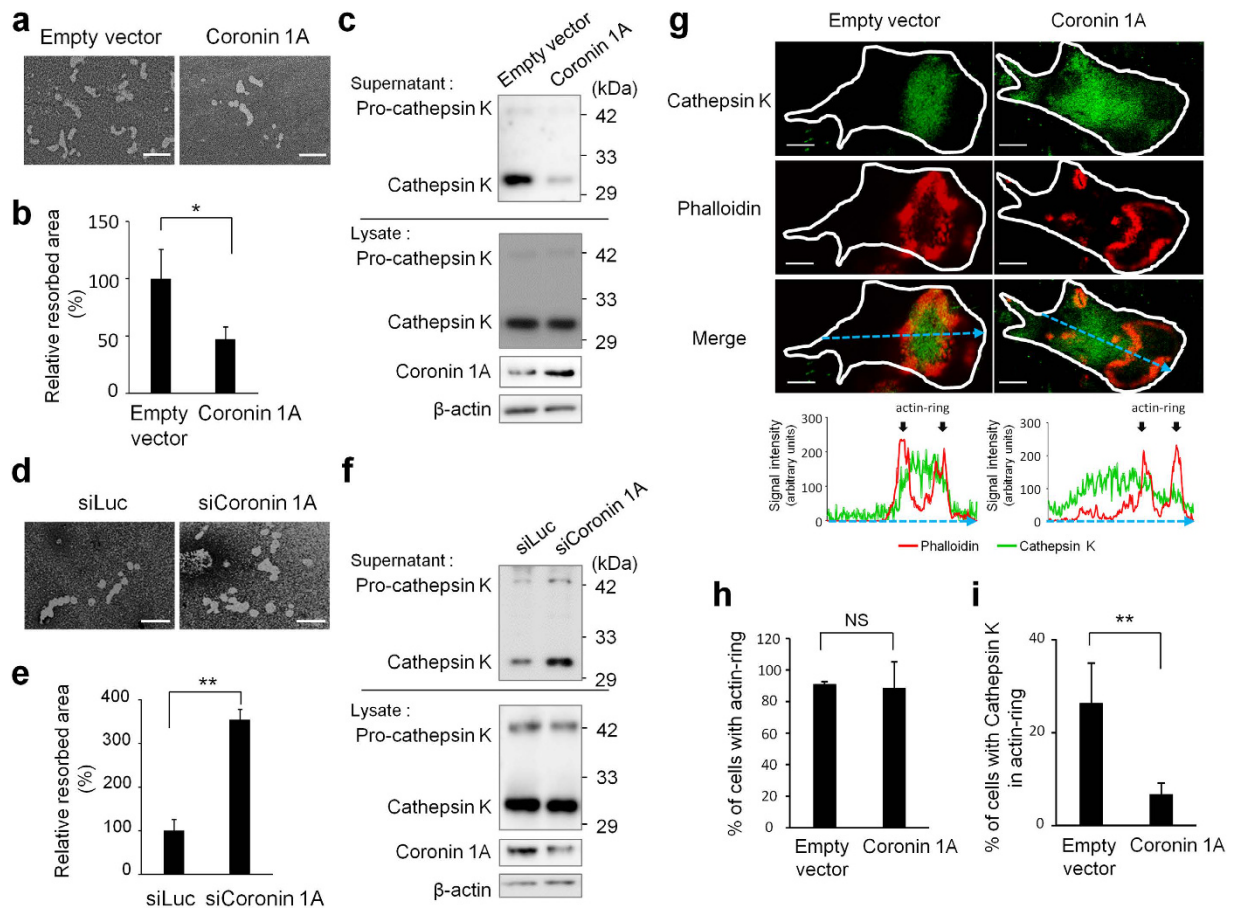 a
Empty vector
Coronin 1A
b
Relative resorbed area
(%)
150
100
50
0
*
Empty
vector
Coronin 1A
c
Empty vector
Coronin 1A
Supernatant :
(kDa)
Pro-cathepsin K
42
33
Cathepsin K
29
Lysate :
Pro-cathepsin K
42
33
Cathepsin K
29
Coronin 1A
β-actin
d
siLuc
siCoronin 1A
e
Relative resorbed area
(%)
400
300
200
100
0
**
siLuc
siCoronin 1A
f
siLuc
siCoronin 1A
Supernatant :
(kDa)
Pro-cathepsin K
42
33
Cathepsin K
29
Lysate :
Pro-cathepsin K
42
33
Cathepsin K
29
Coronin 1A
β-actin
g
Empty vector
Coronin 1A
Cathepsin K
Phalloidin
Merge
Signal intensity
(arbitrary units)
300
200
100
0
actin-ring
Signal intensity
(arbitrary units)
300
200
100
0
actin-ring
Phalloidin
Cathepsin K
h
% of cells with actin-ring
120
100
80
60
40
20
0
NS
Empty
vector
Coronin 1A
i
% of cells with Cathepsin K
in actin-ring
40
20
0
**
Empty
vector
Coronin 1A